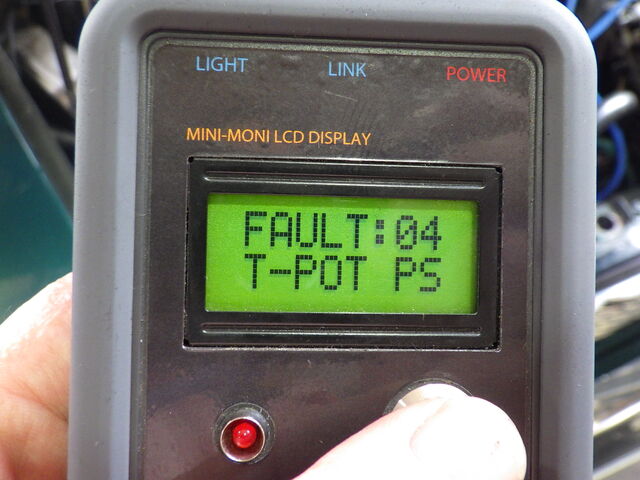 LIGHT LINK POWER
MINI-MONI LCD DISPLAY
FAULT:04
T-POT PS